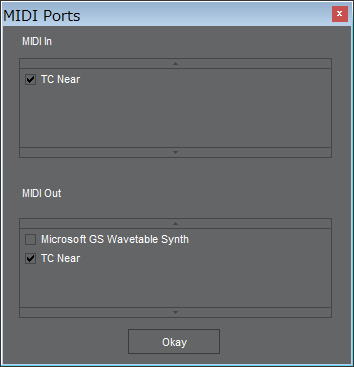 MIDI Ports
x
MIDI In
TC Near
MIDI Out
Microsoft GS Wavetable Synth
TC Near
Okay